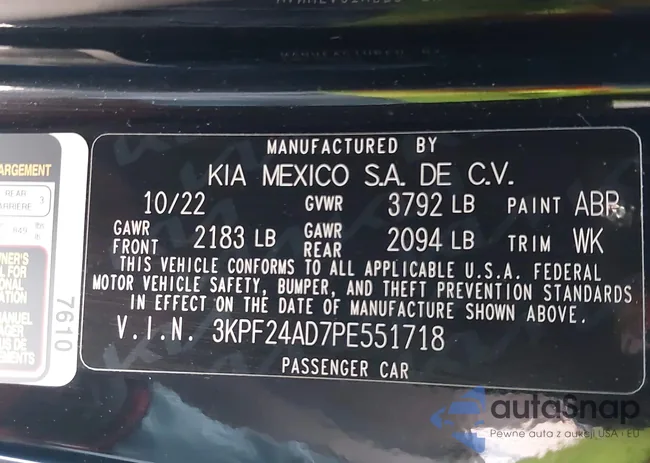 MANUFACTURED BY
KIA MEXICO S.A. DE C.V.
10/22 GVWR 3792 LB PAINT ABP
GAWR FRONT 2183 LB GAWR REAR 2094 LB TRIM WK
THIS VEHICLE CONFORMS TO ALL APPLICABLE U.S.A. FEDERAL
MOTOR VEHICLE SAFETY, BUMPER, AND THEFT PREVENTION STANDARDS
IN EFFECT ON THE DATE OF MANUFACTURE SHOWN ABOVE.
V.I.N. 3KPF24AD7PE551718
PASSENGER CAR
REAR
7610
autoSnap
Pewne auta z aukcji USA i EU